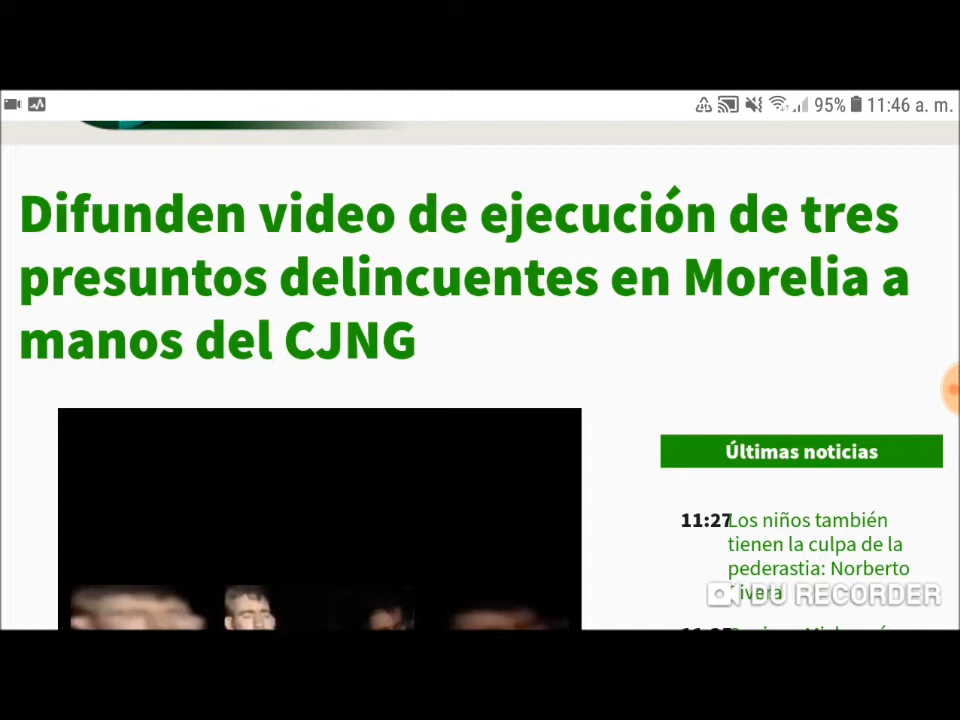 95% 11:46 a. m.
Difunden video de ejecución de tres
presuntos delincuentes en Morelia a
manos del CJNG
Últimas noticias
11:27 Los niños también
tienen la culpa de la
pederastia: Norberto
DU RECORDER